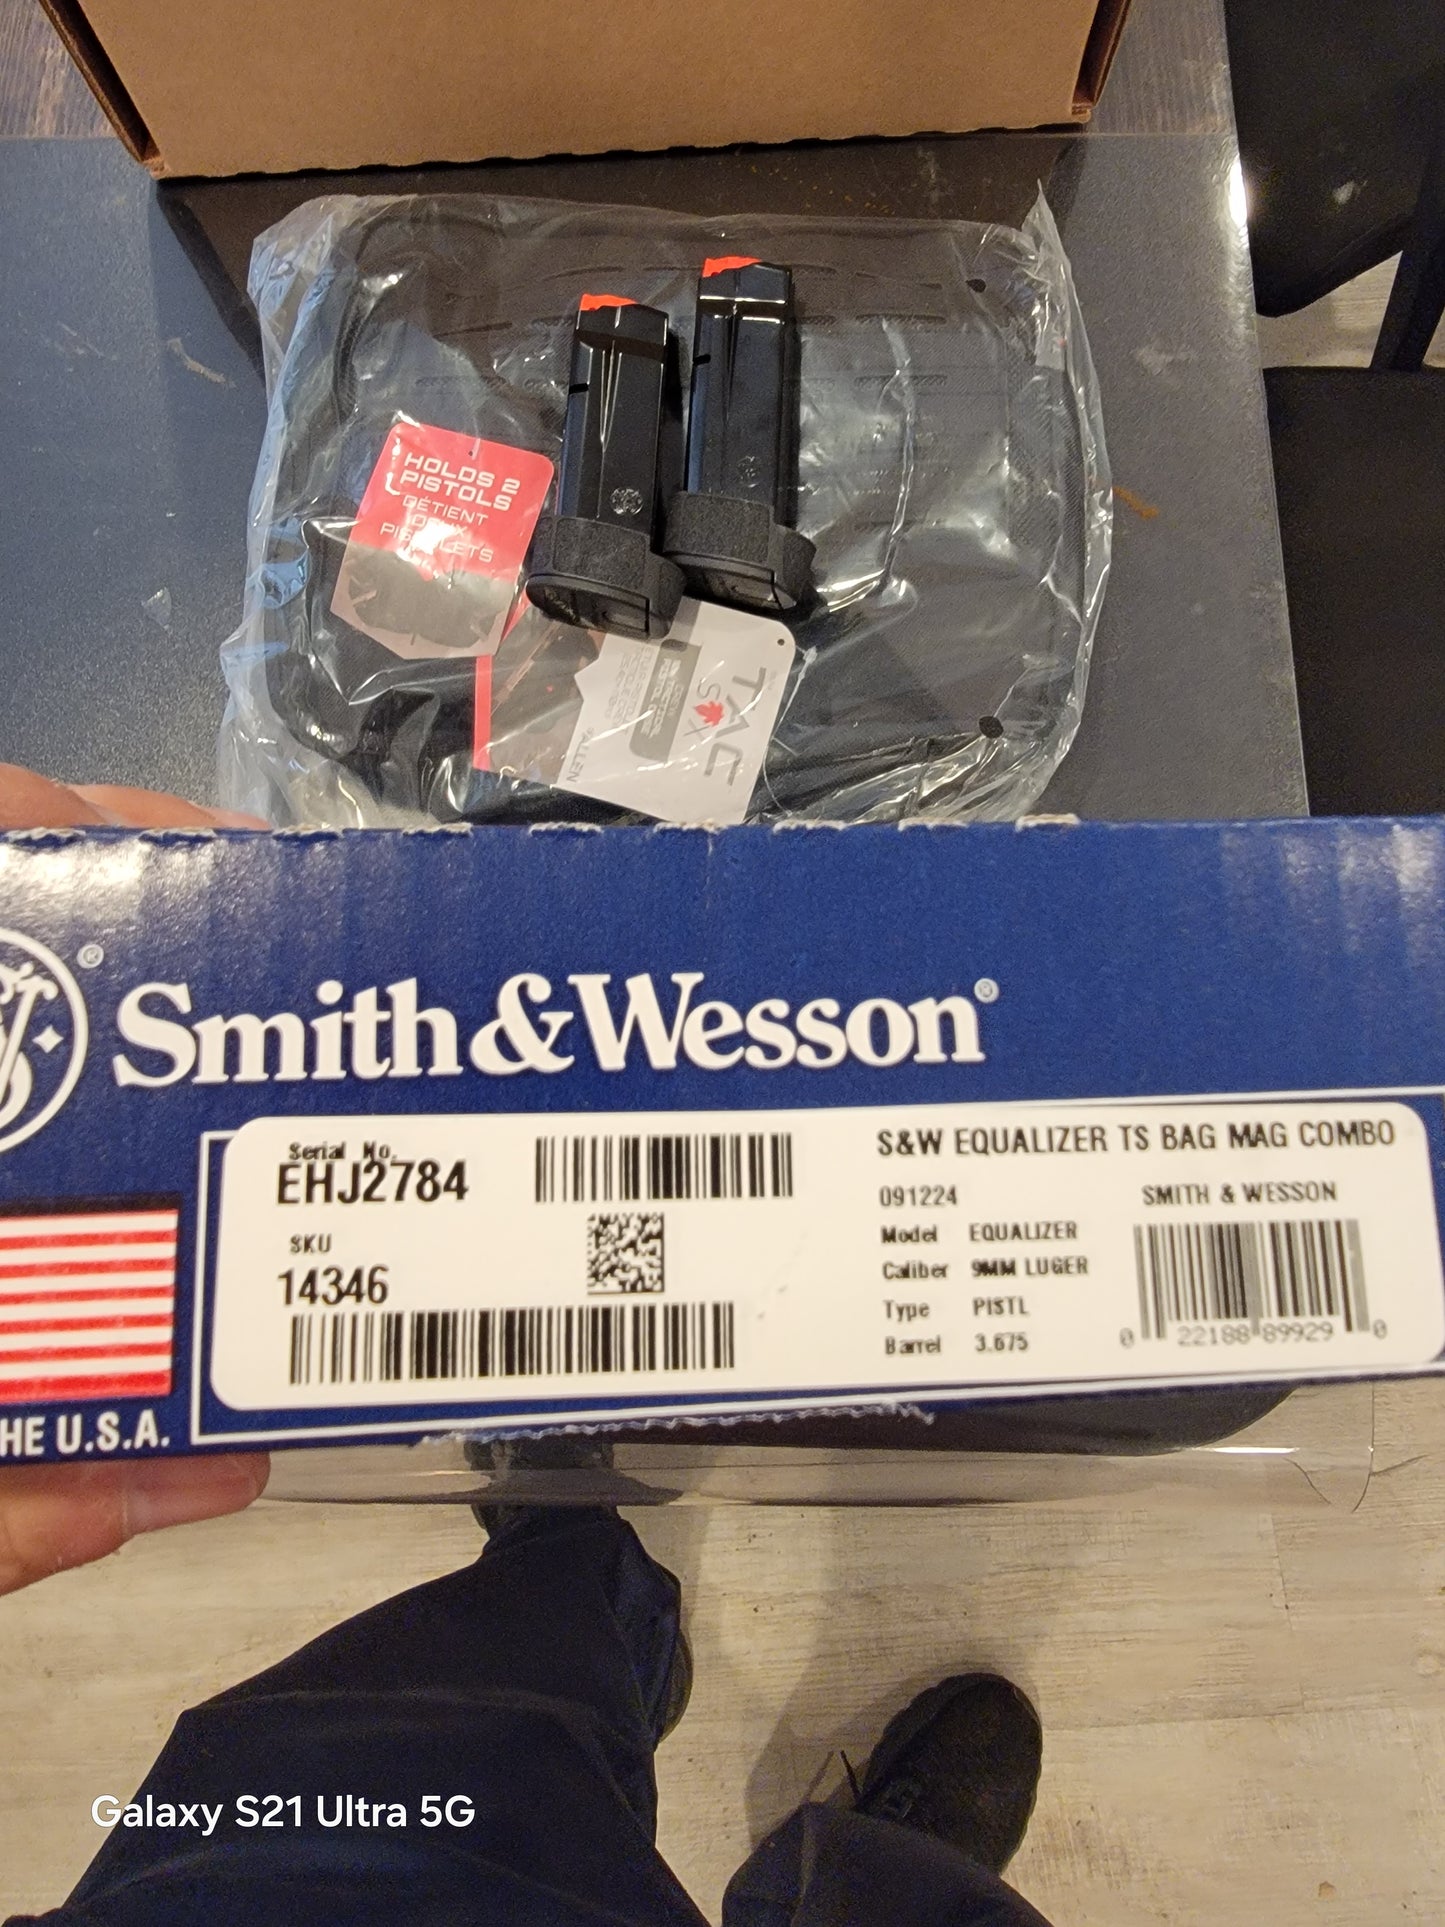 HOLDS 2
PISTOLS
DÉTIENT
DEUX
PISTOLETS
TAC
SIX
ALLEN
Smith & Wesson®
Serial No.
EHJ2784
SKU
14346
S&W EQUALIZER TS BAG MAG COMBO
091224
SMITH & WESSON
Model EQUALIZER
Caliber 9MM LUGER
Type PISTL
Barrel 3.675
0 22188 89929 0
HE U.S.A.
Galaxy S21 Ultra 5G